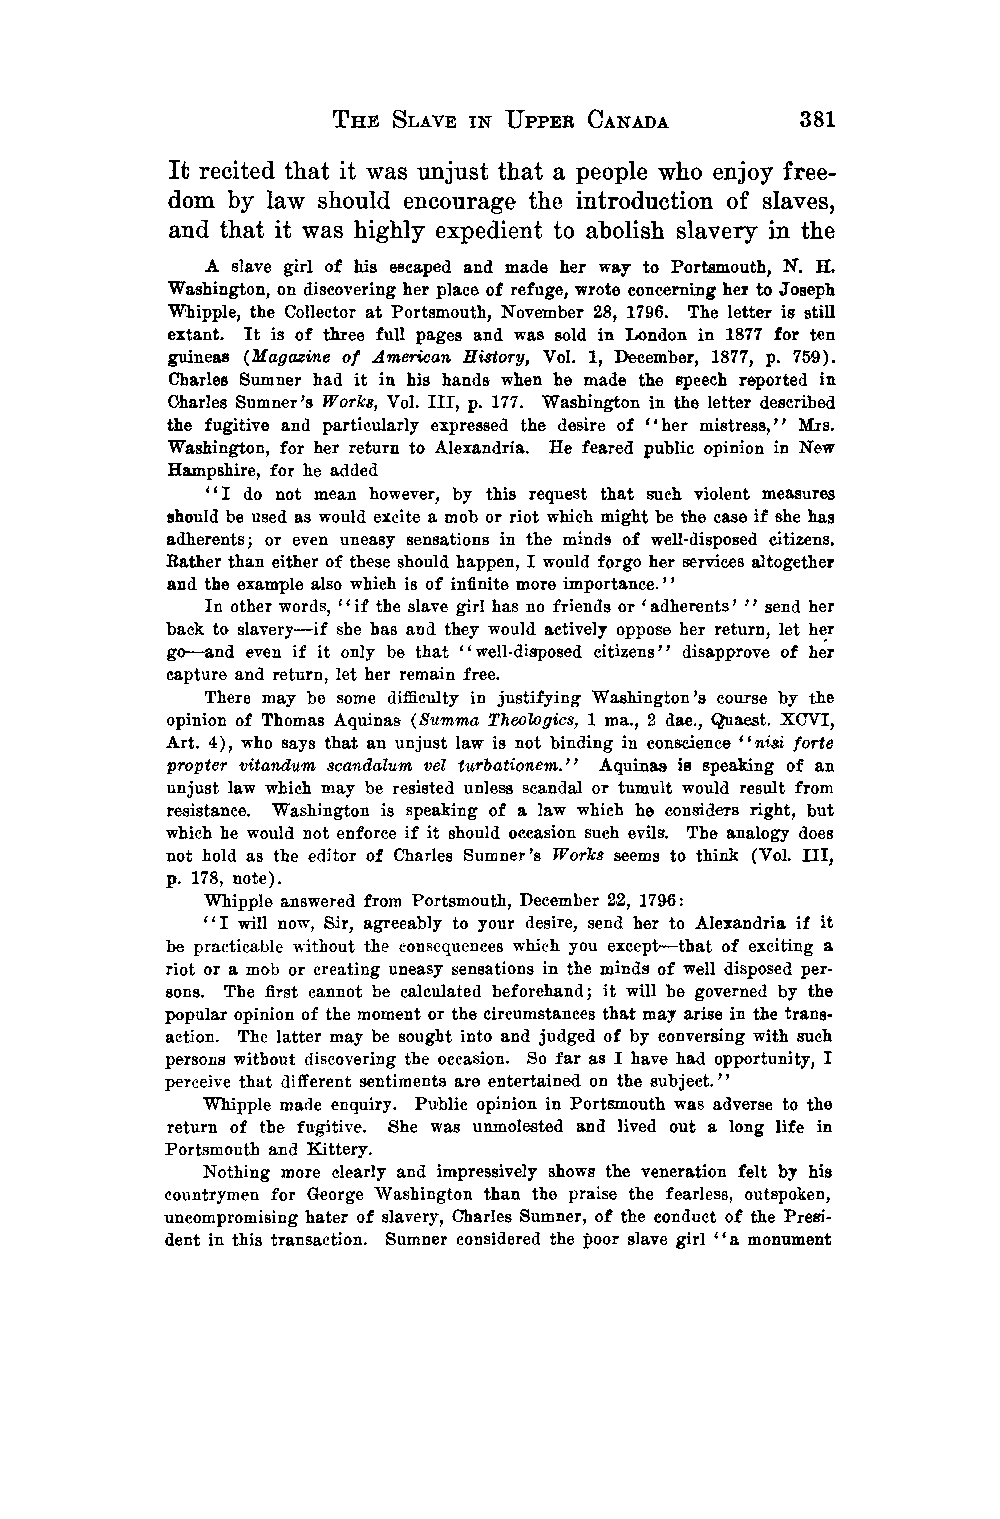 THE SLAVE IN UPPER CANADA 381
It recited that it was unjust that a people who enjoy free-
dom by law should encourage the introduction of slaves,
and that it was highly expedient to abolish slavery in the
A slave girl of his escaped and made her way to Portsmouth, N. H.
Washington, on discovering her place of refuge, wrote concerning her to Joseph
Whipple, the Collector at Portsmouth, November 28, 1796. The letter is still
extant. It is of three full pages and was sold in London in 1877 for ten
guineas (Magazine of American History, Vol. 1, December, 1877, p. 759).
Charles Sumner had it in his hands when he made the speech reported in
Charles Sumner's Works, Vol. III, p. 177. Washington in the letter described
the fugitive and particularly expressed the desire of ''her mistress,'' Mrs.
Washington, for her return to Alexandria. He feared public opinion in New
Hampshire, for he added
''I do not mean however, by this request that such violent measures
should be used as would excite a mob or riot which might be the case if she has
adherents; or even uneasy sensations in the minds of well-disposed citizens.
Rather than either of these should happen, I would forgo her services altogether
and the example also which is of infinite more importance.''
In other words, ''if the slave girl has no friends or 'adherents' '' send her
back to slavery—if she has and they would actively oppose her return, let her
go—and even if it only be that ''well-disposed citizens'' disapprove of her
capture and return, let her remain free.
There may be some difficulty in justifying Washington's course by the
opinion of Thomas Aquinas (Summa Theologics, 1 ma., 2 dae., Quaest. XCVI,
Art. 4), who says that an unjust law is not binding in conscience ''nisi forte
propter vitandum scandalum vel turbationem.'' Aquinas is speaking of an
unjust law which may be resisted unless scandal or tumult would result from
resistance. Washington is speaking of a law which he considers right, but
which he would not enforce if it should occasion such evils. The analogy does
not hold as the editor of Charles Sumner's Works seems to think (Vol. III,
p. 178, note).
Whipple answered from Portsmouth, December 22, 1796:
''I will now, Sir, agreeably to your desire, send her to Alexandria if it
be practicable without the consequences which you except—that of exciting a
riot or a mob or creating uneasy sensations in the minds of well disposed per-
sons. The first cannot be calculated beforehand; it will be governed by the
popular opinion of the moment or the circumstances that may arise in the trans-
action. The latter may be sought into and judged of by conversing with such
persons without discovering the occasion. So far as I have had opportunity, I
perceive that different sentiments are entertained on the subject.''
Whipple made enquiry. Public opinion in Portsmouth was adverse to the
return of the fugitive. She was unmolested and lived out a long life in
Portsmouth and Kittery.
Nothing more clearly and impressively shows the veneration felt by his
countrymen for George Washington than the praise the fearless, outspoken,
uncompromising hater of slavery, Charles Sumner, of the conduct of the Presi-
dent in this transaction. Sumner considered the poor slave girl ''a monument